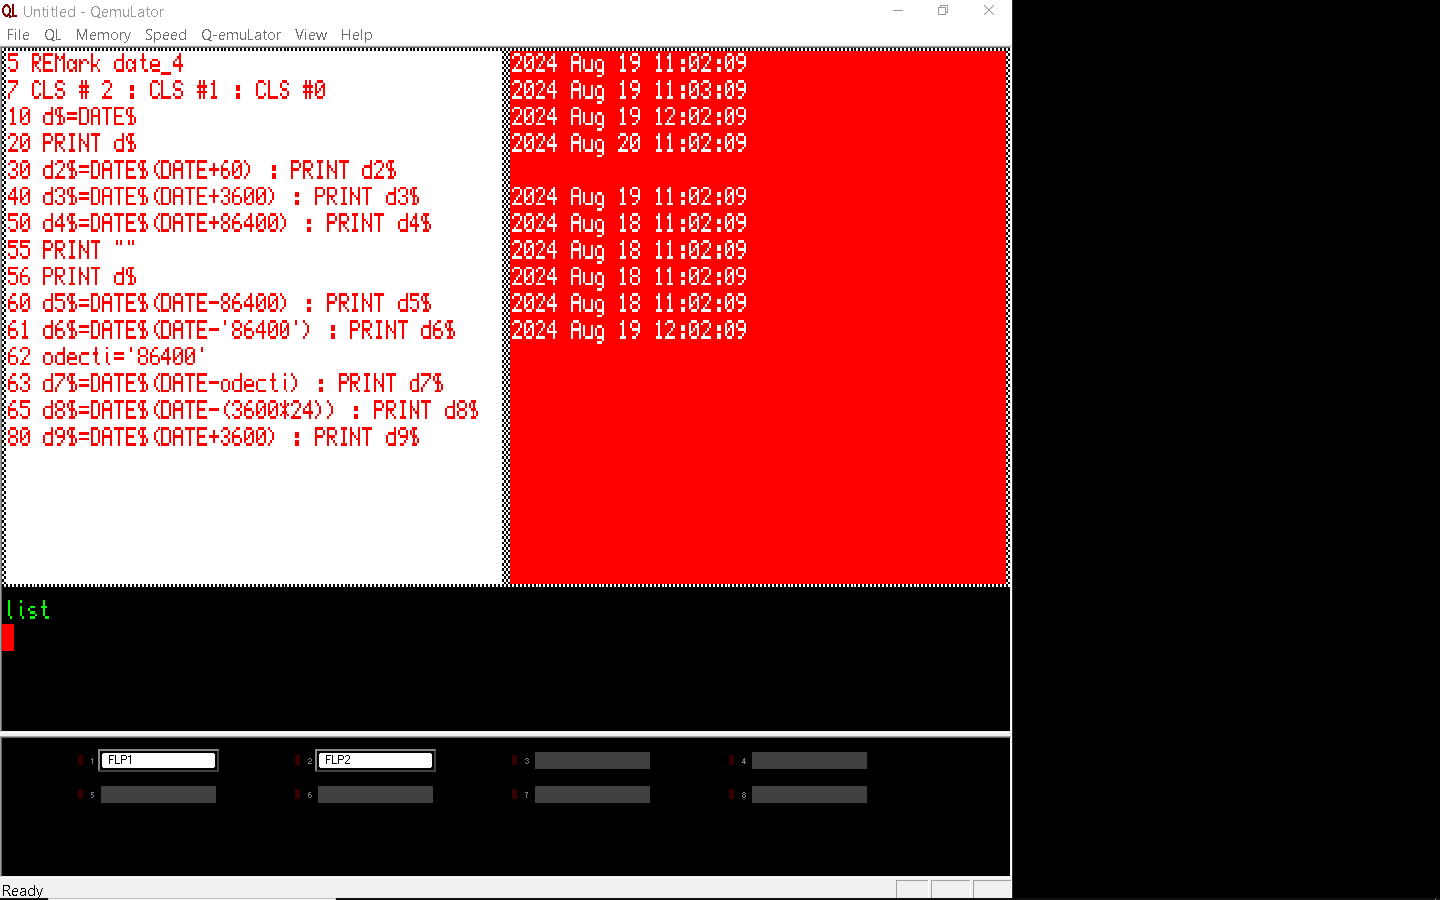 QL Untitled - QemuLator
File QL Memory Speed Q-emuLator View Help
5 REMark date_4
7 CLS # 2 : CLS #1 : CLS #0
10 d$=DATE$
20 PRINT d$
30 d2$=DATE$(DATE+60) : PRINT d2$
40 d3$=DATE$(DATE+3600) : PRINT d3$
50 d4$=DATE$(DATE+86400) : PRINT d4$
55 PRINT ""
56 PRINT d$
60 d5$=DATE$(DATE-86400) : PRINT d5$
61 d6$=DATE$(DATE-'86400') : PRINT d6$
62 odecti='86400'
63 d7$=DATE$(DATE-odecti) : PRINT d7$
65 d8$=DATE$(DATE-(3600*24)) : PRINT d8$
80 d9$=DATE$(DATE+3600) : PRINT d9$
2024 Aug 19 11:02:09
2024 Aug 19 11:03:09
2024 Aug 19 12:02:09
2024 Aug 20 11:02:09
2024 Aug 19 11:02:09
2024 Aug 18 11:02:09
2024 Aug 18 11:02:09
2024 Aug 18 11:02:09
2024 Aug 18 11:02:09
2024 Aug 19 12:02:09
list
1 FLP1 2 FLP2 3 4
5 6 7 8
Ready